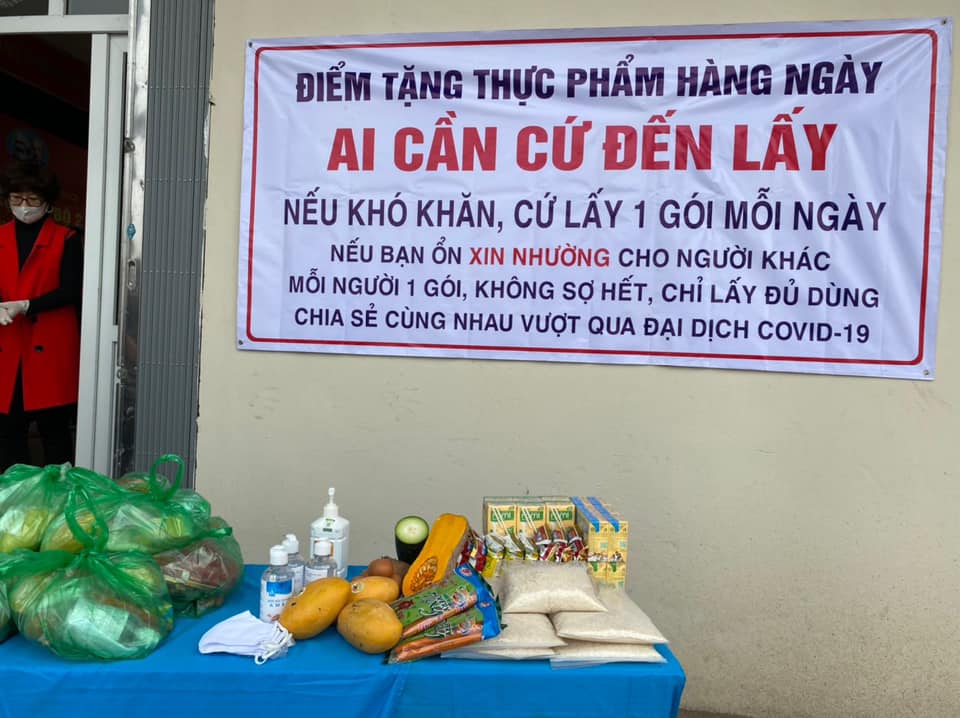 ĐIỂM TẶNG THỰC PHẨM HÀNG NGÀY
AI CẦN CỨ ĐẾN LẤY
NẾU KHÓ KHĂN, CỨ LẤY 1 GÓI MỖI NGÀY
NẾU BẠN ỔN XIN NHƯỜNG CHO NGƯỜI KHÁC
MỖI NGƯỜI 1 GÓI, KHÔNG SỢ HẾT, CHỈ LẤY ĐỦ DÙNG
CHIA SẺ CÙNG NHAU VƯỢT QUA ĐẠI DỊCH COVID-19